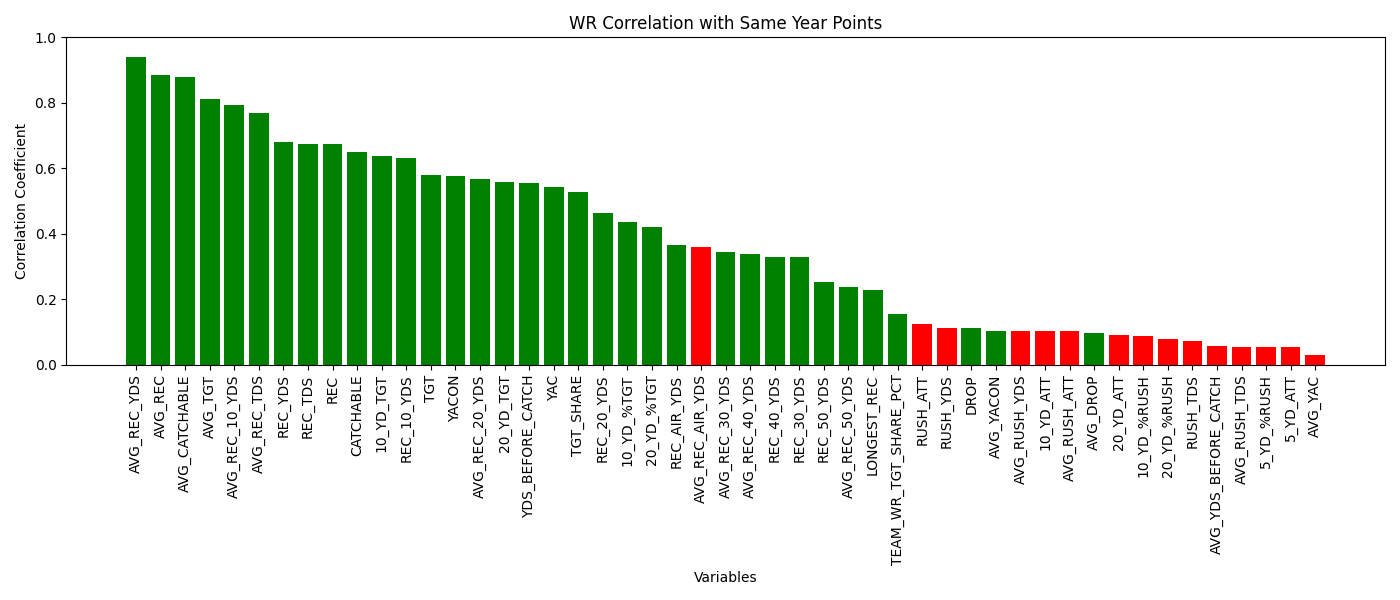 WR Correlation with Same Year Points
1.0
0.8
0.6
0.4
0.2
0.0
Correlation Coefficient
AVG_REC_YDS
AVG_REC
AVG_CATCHABLE
AVG_TGT
AVG_REC_10_YDS
AVG_REC_TDS
REC_YDS
REC_TDS
REC
CATCHABLE
10_YD_TGT
REC_10_YDS
TGT
YACON
AVG_REC_20_YDS
20_YD_TGT
YDS_BEFORE_CATCH
YAC
TGT_SHARE
REC_20_YDS
10_YD_%TGT
20_YD_%TGT
REC_AIR_YDS
AVG_REC_AIR_YDS
AVG_REC_30_YDS
AVG_REC_40_YDS
REC_40_YDS
REC_30_YDS
REC_50_YDS
AVG_REC_50_YDS
LONGEST_REC
TEAM_WR_TGT_SHARE_PCT
RUSH_ATT
RUSH_YDS
DROP
AVG_YACON
AVG_RUSH_YDS
10_YD_ATT
AVG_RUSH_ATT
AVG_DROP
20_YD_ATT
10_YD_%RUSH
20_YD_%RUSH
RUSH_TDS
AVG_YDS_BEFORE_CATCH
AVG_RUSH_TDS
5_YD_%RUSH
5_YD_ATT
AVG_YAC
Variables